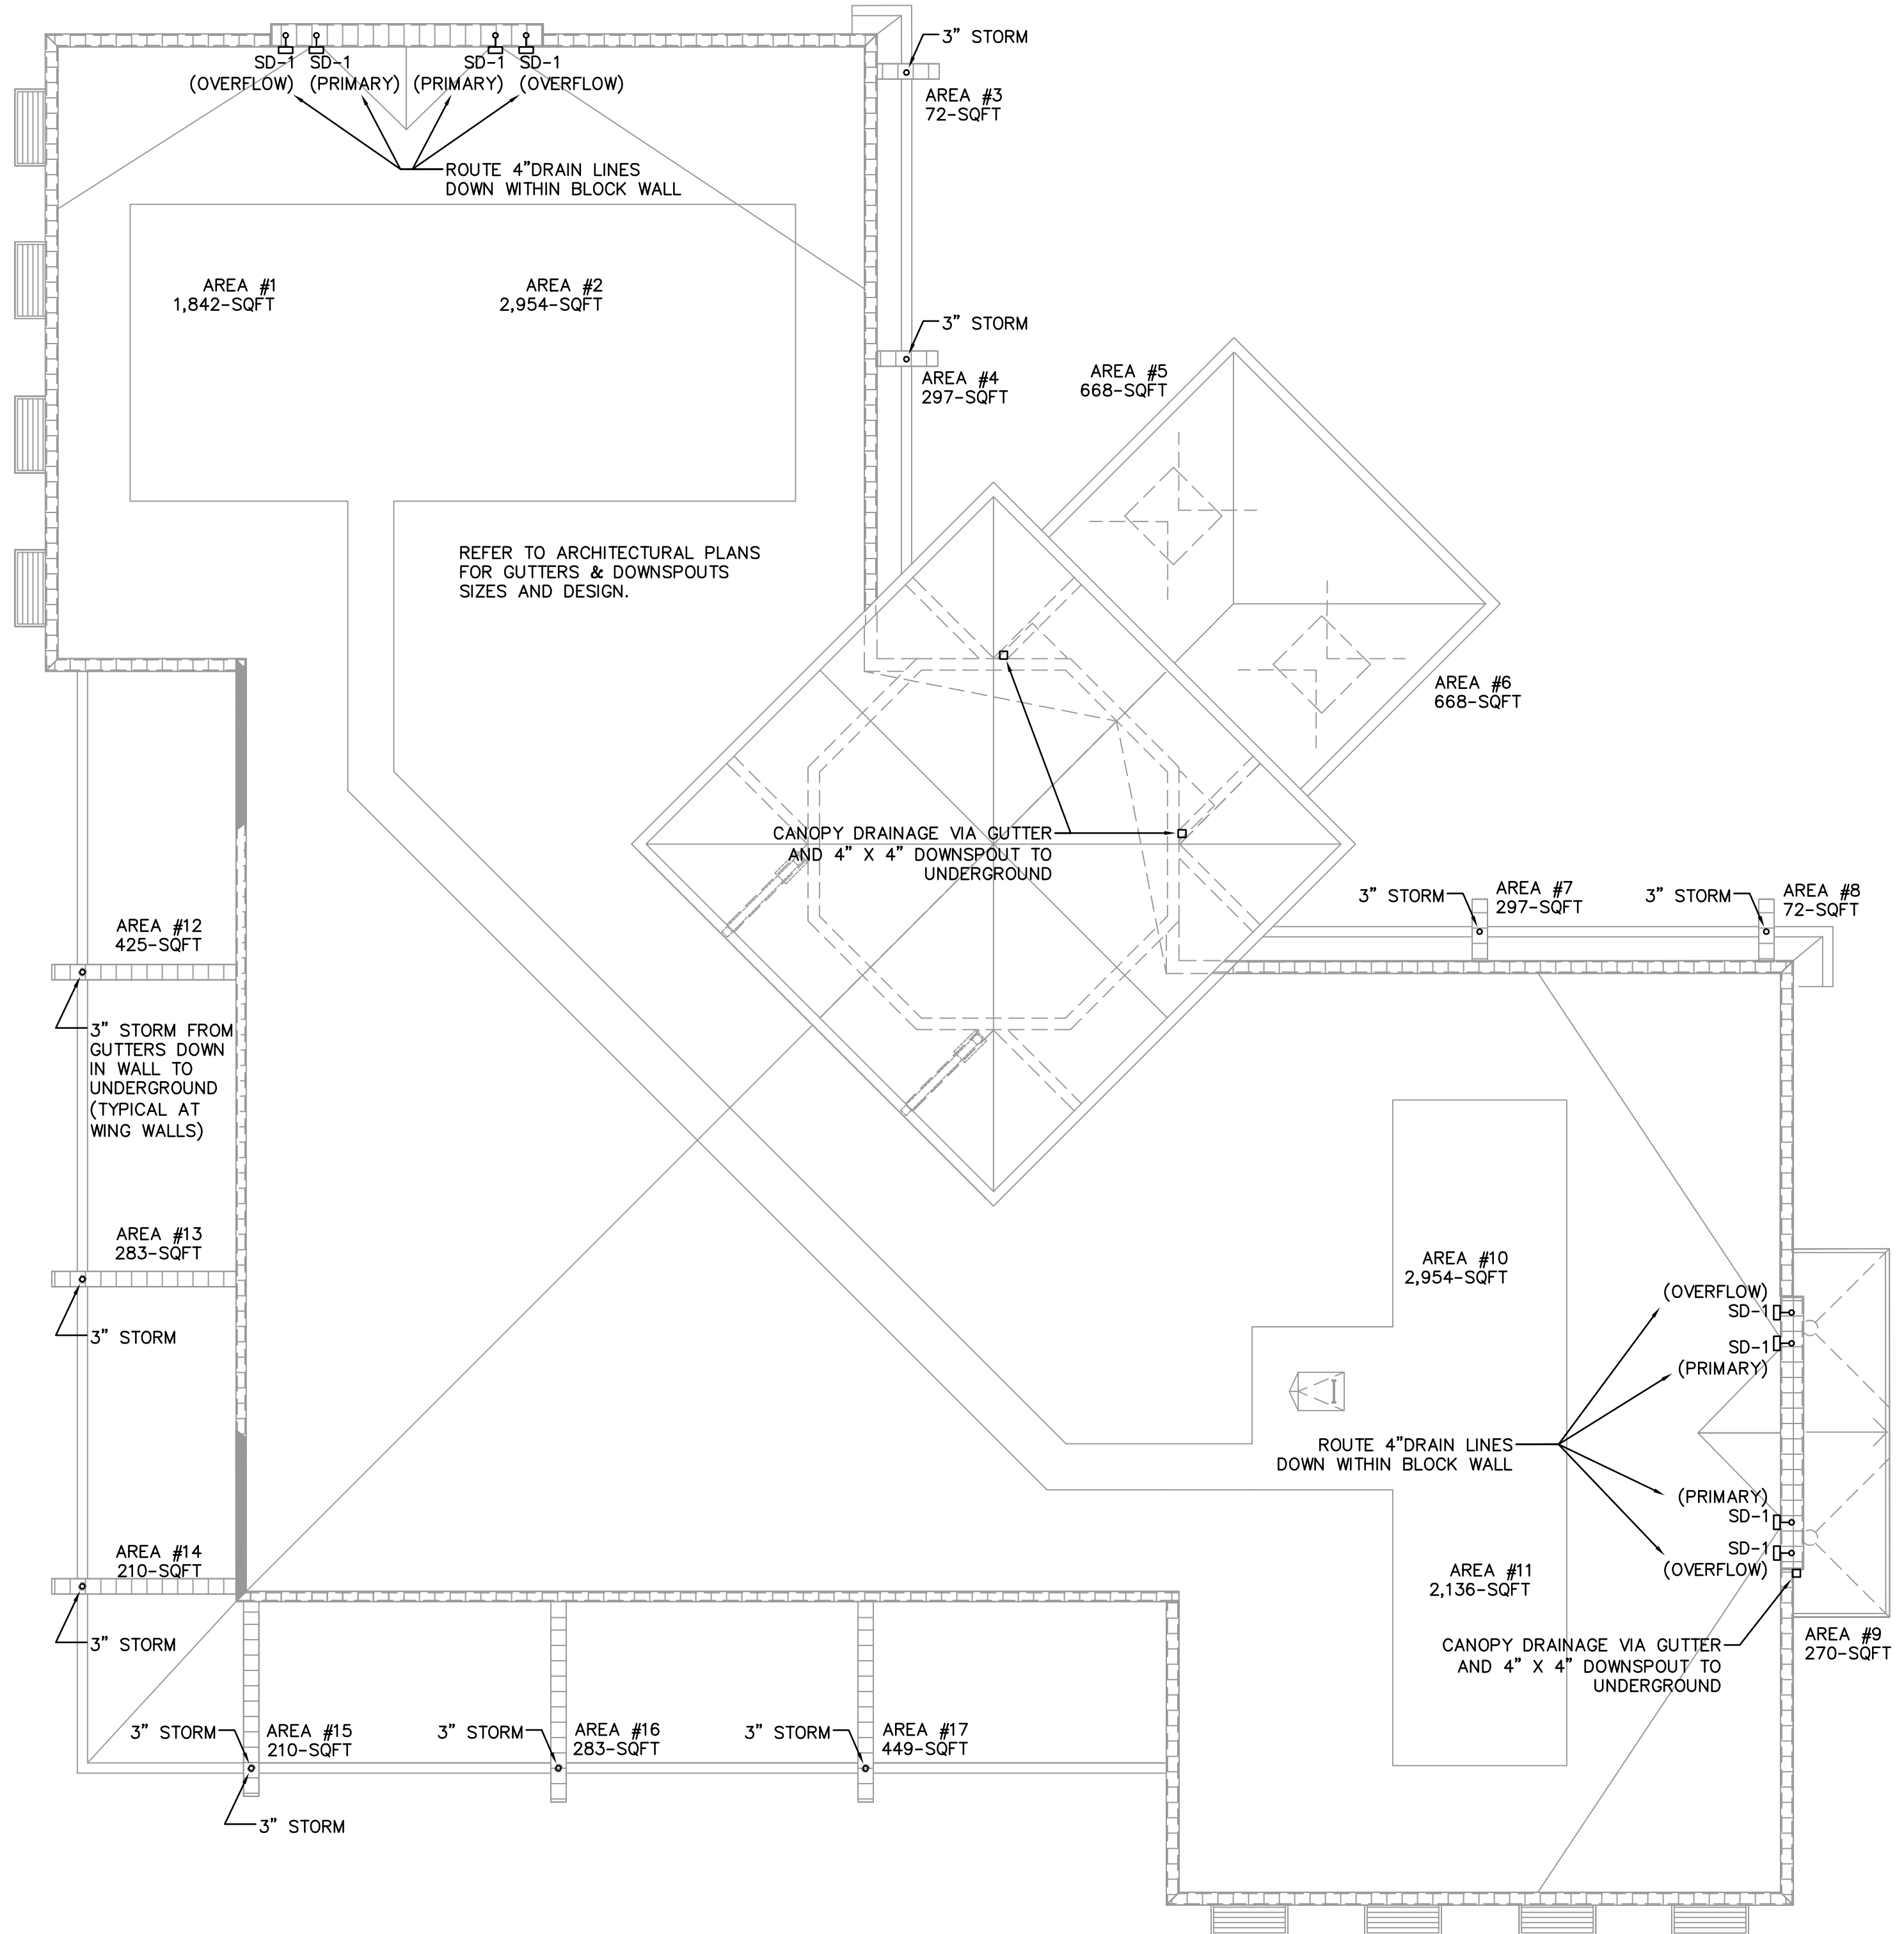 3” STORM
SD-1 SD-1 SD-1 SD-1
(OVERFLOW) (PRIMARY) (PRIMARY) (OVERFLOW)
AREA #3
72-SQFT
ROUTE 4”DRAIN LINES
DOWN WITHIN BLOCK WALL
AREA #1
1,842-SQFT
AREA #2
2,954-SQFT
3” STORM
AREA #4
297-SQFT
AREA #5
668-SQFT
REFER TO ARCHITECTURAL PLANS
FOR GUTTERS & DOWNSPOUTS
SIZES AND DESIGN.
AREA #6
668-SQFT
CANOPY DRAINAGE VIA GUTTER
AND 4” X 4” DOWNSPOUT TO
UNDERGROUND
3” STORM
AREA #7
297-SQFT
3” STORM
AREA #8
72-SQFT
AREA #12
425-SQFT
3” STORM FROM
GUTTERS DOWN
IN WALL TO
UNDERGROUND
(TYPICAL AT
WING WALLS)
AREA #13
283-SQFT
3” STORM
AREA #10
2,954-SQFT
(OVERFLOW)
SD-1
SD-1
(PRIMARY)
ROUTE 4”DRAIN LINES
DOWN WITHIN BLOCK WALL
(PRIMARY)
SD-1
SD-1
(OVERFLOW)
AREA #14
210-SQFT
3” STORM
AREA #11
2,136-SQFT
CANOPY DRAINAGE VIA GUTTER
AND 4” X 4” DOWNSPOUT TO
UNDERGROUND
AREA #9
270-SQFT
3” STORM
AREA #15
210-SQFT
3” STORM
AREA #16
283-SQFT
3” STORM
AREA #17
449-SQFT
3” STORM